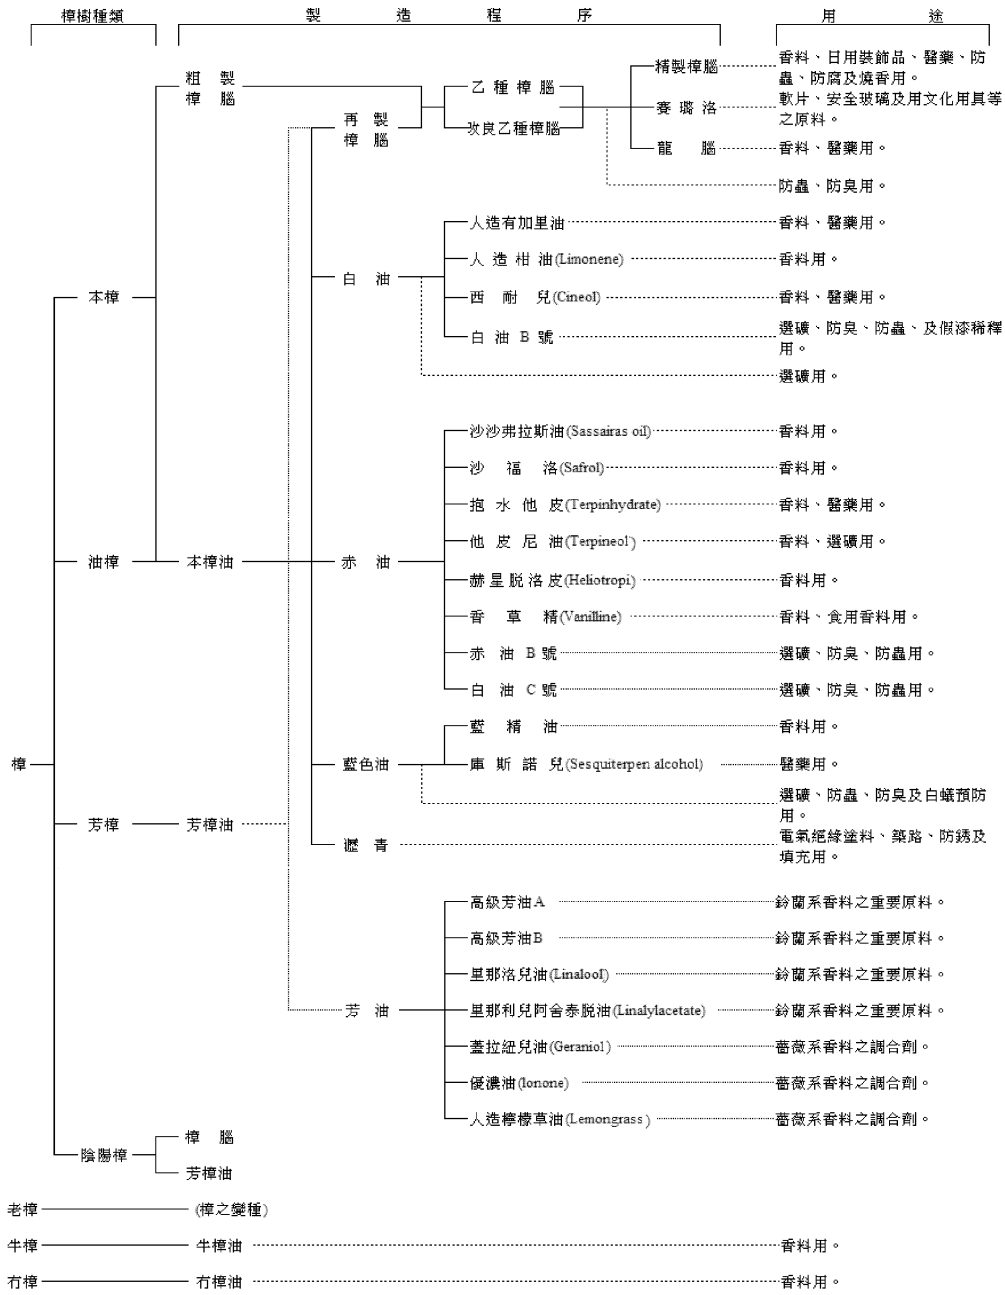 樟樹種類 製造程序 用途
粗製樟腦
再製樟腦
乙種樟腦
攻良乙種樟腦
精製樟腦 香料、日用裝飾品、醫藥、防
蟲、防腐及燒香用。
賽璐洛 軟片、安全玻璃及用文化用具等
之原料。
龍腦 香料、醫藥用。
防蟲、防臭用。
本樟
白油
人造有加里油 香料、醫藥用。
人造柑油(Limonene) 香料用。
西耐兒(Cineol) 香料、醫藥用。
白油B號 選礦、防臭、防蟲、及假漆稀釋
用。
選礦用。
油樟 本樟油 赤油
沙沙弗拉斯油(Sassairas oil) 香料用。
沙福洛(Safrol) 香料用。
抱水他皮(Terpinhydrate) 香料、醫藥用。
他皮尼油(Terpineol) 香料、選礦用。
赫星脱洛皮(Heliotropi) 香料用。
香草精(Vanilline) 香料、食用香料用。
赤油B號 選礦、防臭、防蟲用。
白油C號 選礦、防臭、防蟲用。
樟
藍色油
藍精油 香料用。
庫斯諾兒(Sesquiterpen alcohol) 醫藥用。
選礦、防蟲、防臭及白蟻預防
用。
芳樟 芳樟油
瀝青 電氣絕緣塗料、築路、防銹及
填充用。
芳油
高級芳油A 鈴蘭系香料之重要原料。
高級芳油B 鈴蘭系香料之重要原料。
里那洛兒油(Linalool) 鈴蘭系香料之重要原料。
里那利兒阿舍泰脱油(Linalylacetate) 鈴蘭系香料之重要原料。
蓋拉紐兒油(Geraniol) 薔薇系香料之調合劑。
優濃油(Ionone) 薔薇系香料之調合劑。
人造檸檬草油(Lemongrass) 薔薇系香料之調合劑。
陰陽樟
樟腦
芳樟油
老樟 (樟之變種)
牛樟 牛樟油 香料用。
冇樟 冇樟油 香料用。